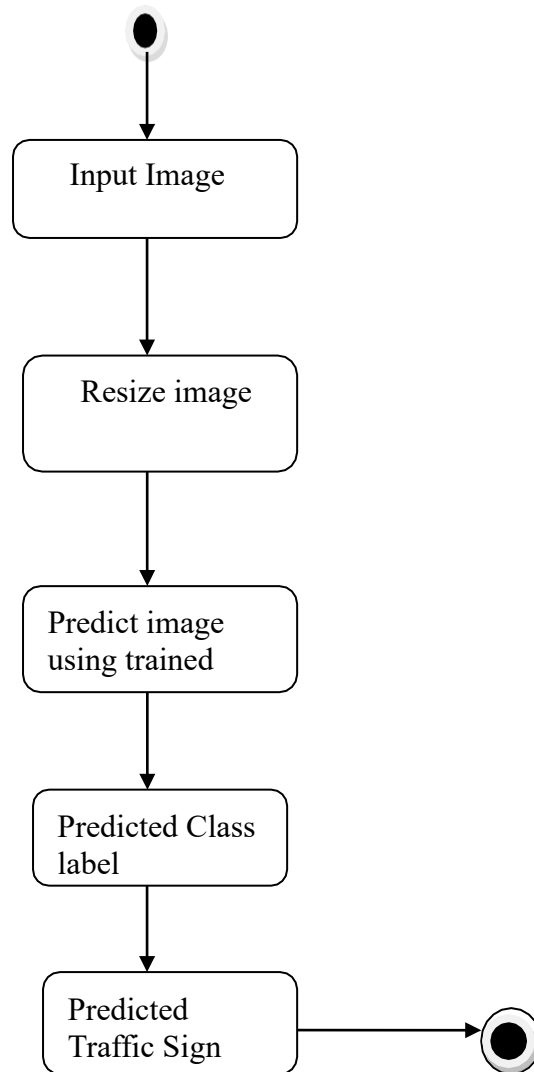 Input Image
Resize image
Predict image
using trained
Predicted Class
label
Predicted
Traffic Sign